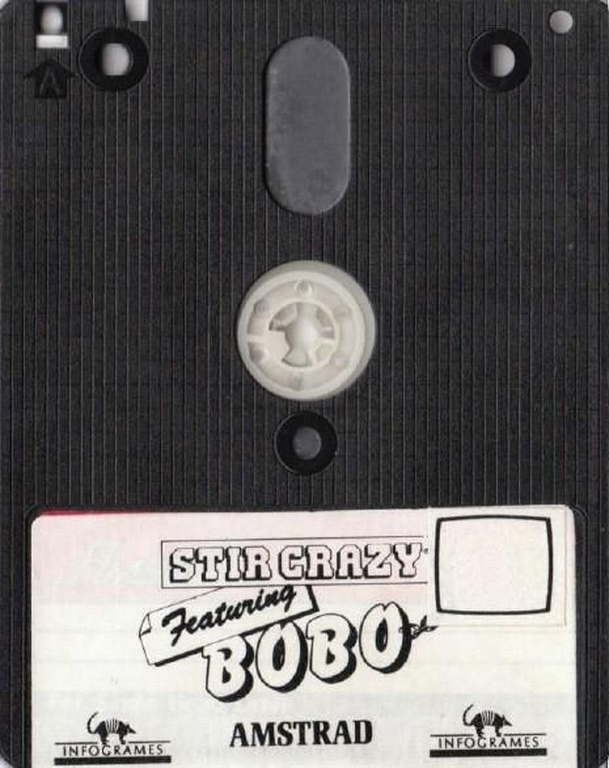 A
STIR CRAZY
Featuring
BOBO
AMSTRAD
INFOGRAMES
INFOGRAMES